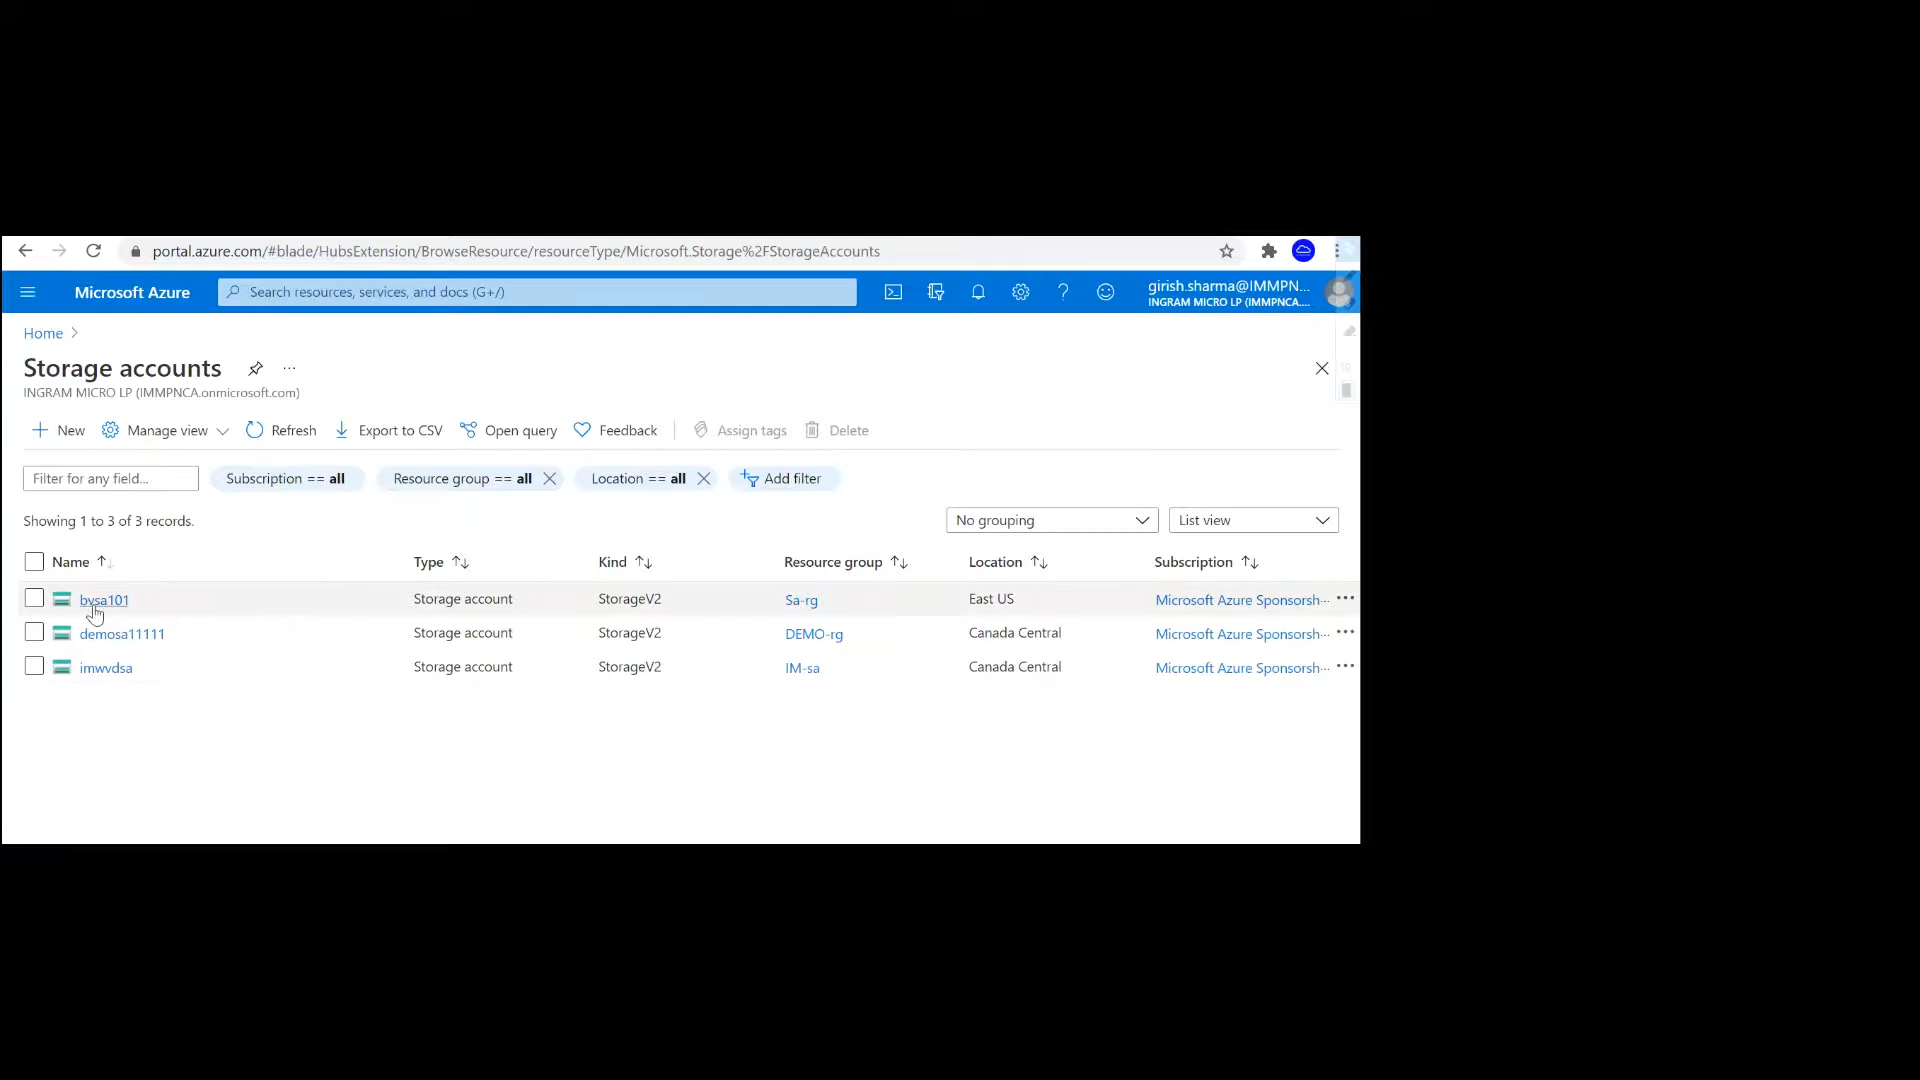 portal.azure.com/#blade/HubsExtension/BrowseResource/resourceType/Microsoft.Storage%2FStorageAccounts
Microsoft Azure
Search resources, services, and docs (G+/)
girish.sharma@IMMPN...
INGRAM MICRO LP (IMMPNCA....
Home
Storage accounts
INGRAM MICRO LP (IMMPNCA.onmicrosoft.com)
New Manage view Refresh Export to CSV Open query Feedback Assign tags Delete
Filter for any field... Subscription == all Resource group == all Location == all Add filter
Showing 1 to 3 of 3 records. No grouping List view
Name Type Kind Resource group Location Subscription
bvsa101 Storage account StorageV2 Sa-rg East US Microsoft Azure Sponsorsh...
demosa11111 Storage account StorageV2 DEMO-rg Canada Central Microsoft Azure Sponsorsh...
imwvdsa Storage account StorageV2 IM-sa Canada Central Microsoft Azure Sponsorsh...